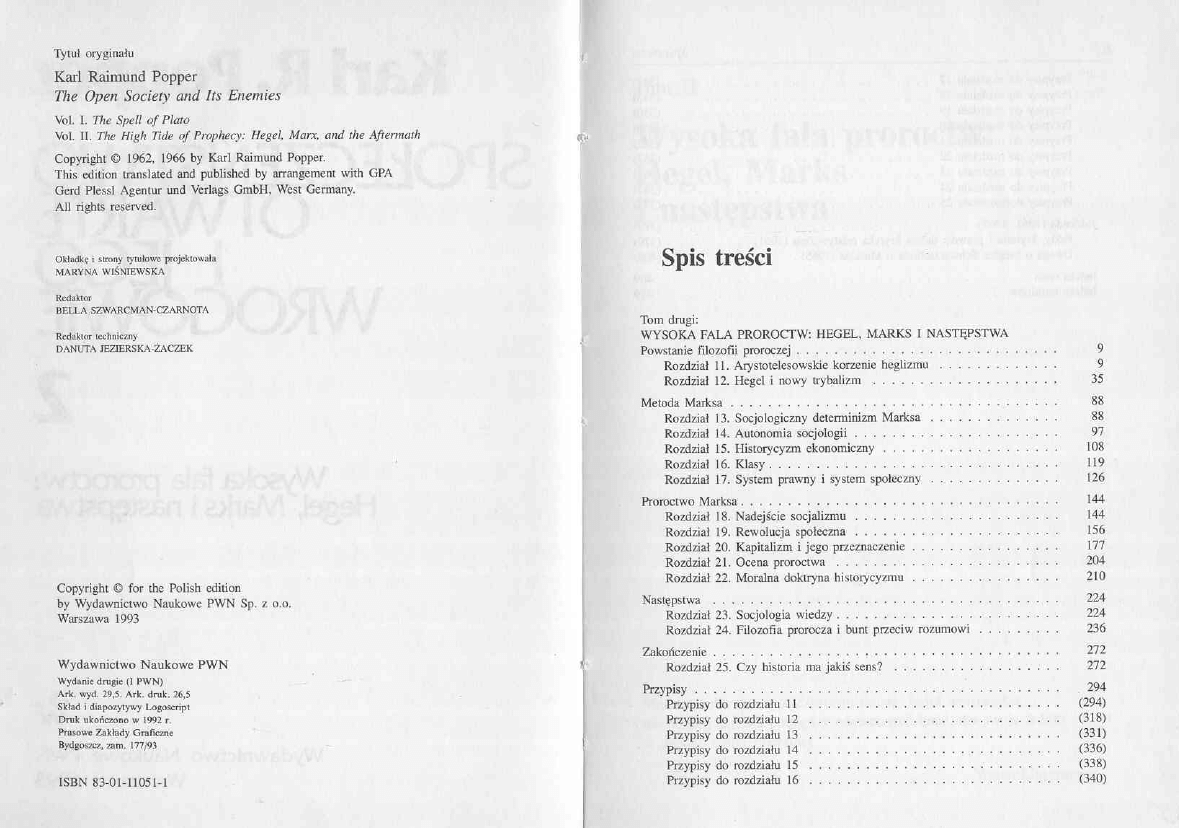 Tytuł oryginału
Karl Raimund Popper
The Open Society and Its Enemies
Vol. I. The Spell of Plato
Vol. II. The High Tide of Prophecy: Hegel, Marx, and the Aftermath
Copyright © 1962, 1966 by Karl Raimund Popper.
This edition translated and published by arrangement with GPA
Gerd Plessl Agentur und Verlags GmbH, West Germany.
All rights reserved.
Okładkę i strony tytułowe projektowała
MARYNA WIŚNIEWSKA
Redaktor
BELLA SZWARCMAN-CZARNOTA
Redaktor techniczny
DANUTA JEZIERSKA-ŻACZEK
Copyright © for the Polish edition
by Wydawnictwo Naukowe PWN Sp. z o.o.
Warszawa 1993
Wydawnictwo Naukowe PWN
Wydanie drugie (I PWN)
Ark. wyd. 29,5. Ark. druk. 26,5
Skład i diapozytywy Logoscript
Druk ukończono w 1992 r.
Prasowe Zakłady Graficzne
Bydgoszcz, zam. 177/93
ISBN 83-01-11051-1
Spis treści
Tom drugi:
WYSOKA FALA PROROCTW: HEGEL, MARKS I NASTĘPSTWA
Powstanie filozofii proroczej . . . . . . . . . . . . . . . . . . . . . . . . . . . . 9
Rozdział 11. Arystotelesowskie korzenie heglizmu . . . . . . . . . . . . . 9
Rozdział 12. Hegel i nowy trybalizm . . . . . . . . . . . . . . . . . . . . 35
Metoda Marksa . . . . . . . . . . . . . . . . . . . . . . . . . . . . . . . . . . . 88
Rozdział 13. Socjologiczny determinizm Marksa . . . . . . . . . . . . . . 88
Rozdział 14. Autonomia socjologii . . . . . . . . . . . . . . . . . . . . . . 97
Rozdział 15. Historycyzm ekonomiczny . . . . . . . . . . . . . . . . . . . 108
Rozdział 16. Klasy . . . . . . . . . . . . . . . . . . . . . . . . . . . . . . . 119
Rozdział 17. System prawny i system społeczny . . . . . . . . . . . . . . 126
Proroctwo Marksa . . . . . . . . . . . . . . . . . . . . . . . . . . . . . . . . . . 144
Rozdział 18. Nadejście socjalizmu . . . . . . . . . . . . . . . . . . . . . . 144
Rozdział 19. Rewolucja społeczna . . . . . . . . . . . . . . . . . . . . . . 156
Rozdział 20. Kapitalizm i jego przeznaczenie . . . . . . . . . . . . . . . . 177
Rozdział 21. Ocena proroctwa . . . . . . . . . . . . . . . . . . . . . . . . 204
Rozdział 22. Moralna doktryna historycyzmu . . . . . . . . . . . . . . . . 210
Następstwa . . . . . . . . . . . . . . . . . . . . . . . . . . . . . . . . . . . . . 224
Rozdział 23. Socjologia wiedzy . . . . . . . . . . . . . . . . . . . . . . . . 224
Rozdział 24. Filozofia prorocza i bunt przeciw rozumowi . . . . . . . . . 236
Zakończenie . . . . . . . . . . . . . . . . . . . . . . . . . . . . . . . . . . . . . 272
Rozdział 25. Czy historia ma jakiś sens? . . . . . . . . . . . . . . . . . . 272
Przypisy . . . . . . . . . . . . . . . . . . . . . . . . . . . . . . . . . . . . . . . 294
Przypisy do rozdziału 11 . . . . . . . . . . . . . . . . . . . . . . . . . . . (294)
Przypisy do rozdziału 12 . . . . . . . . . . . . . . . . . . . . . . . . . . . (318)
Przypisy do rozdziału 13 . . . . . . . . . . . . . . . . . . . . . . . . . . . (331)
Przypisy do rozdziału 14 . . . . . . . . . . . . . . . . . . . . . . . . . . . (336)
Przypisy do rozdziału 15 . . . . . . . . . . . . . . . . . . . . . . . . . . . (338)
Przypisy do rozdziału 16 . . . . . . . . . . . . . . . . . . . . . . . . . . . (340)